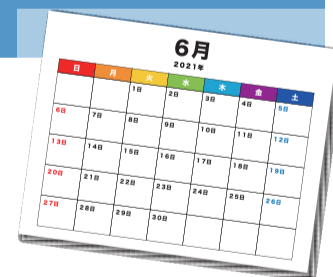 6月
2021年
日 月 火 水 木 金 土
1日 2日 3日 4日 5日
6日 7日 8日 9日 10日 11日 12日
13日 14日 15日 16日 17日 18日 19日
20日 21日 22日 23日 24日 25日 26日
27日 28日 29日 30日